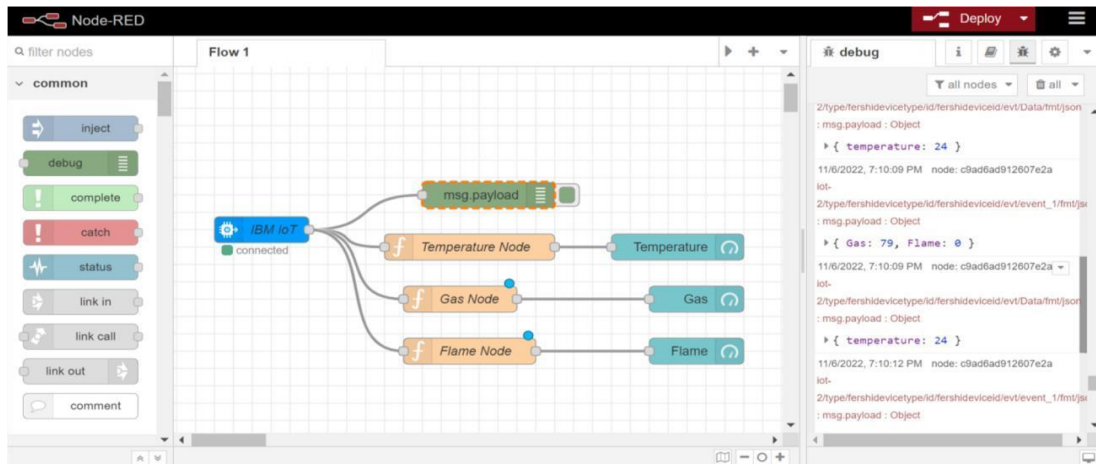 Node-RED
Deploy
filter nodes
common
inject
debug
complete
catch
status
link in
link call
link out
comment
Flow 1
IBM IoT
connected
msg.payload
Temperature Node
Temperature
Gas Node
Gas
Flame Node
Flame
debug
i
all nodes
all
2/type/fershidevicetype/id/fershideviceid/evt/Data/fmt/json
: msg.payload : Object
{ temperature: 24 }
11/6/2022, 7:10:09 PM node: c9ad6ad912607e2a
iot-
2/type/fershidevicetype/id/fershideviceid/evt/event_1/fmt/js
: msg.payload : Object
{ Gas: 79, Flame: 0 }
11/6/2022, 7:10:09 PM node: c9ad6ad912607e2a
iot-
2/type/fershidevicetype/id/fershideviceid/evt/Data/fmt/json
: msg.payload : Object
{ temperature: 24 }
11/6/2022, 7:10:12 PM node: c9ad6ad912607e2a
iot-
2/type/fershidevicetype/id/fershideviceid/evt/event_1/fmt/js
: msg.payload : Object